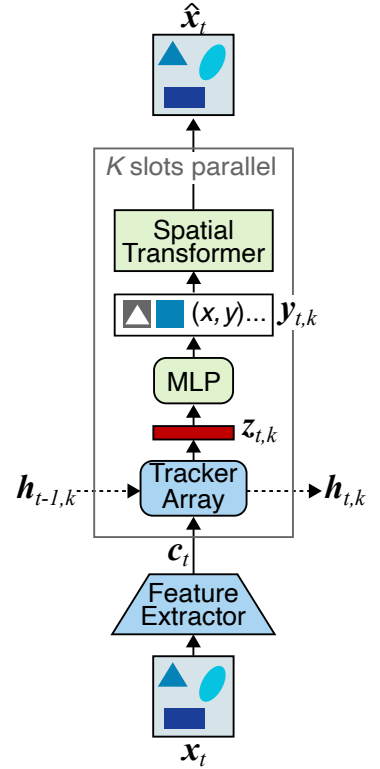 x̂ₜ
K slots parallel
Spatial
Transformer
(x, y)... yₜ,ₖ
MLP
zₜ,ₖ
hₜ₋₁,ₖ Tracker hₜ,ₖ
Array
cₜ
Feature
Extractor
xₜ